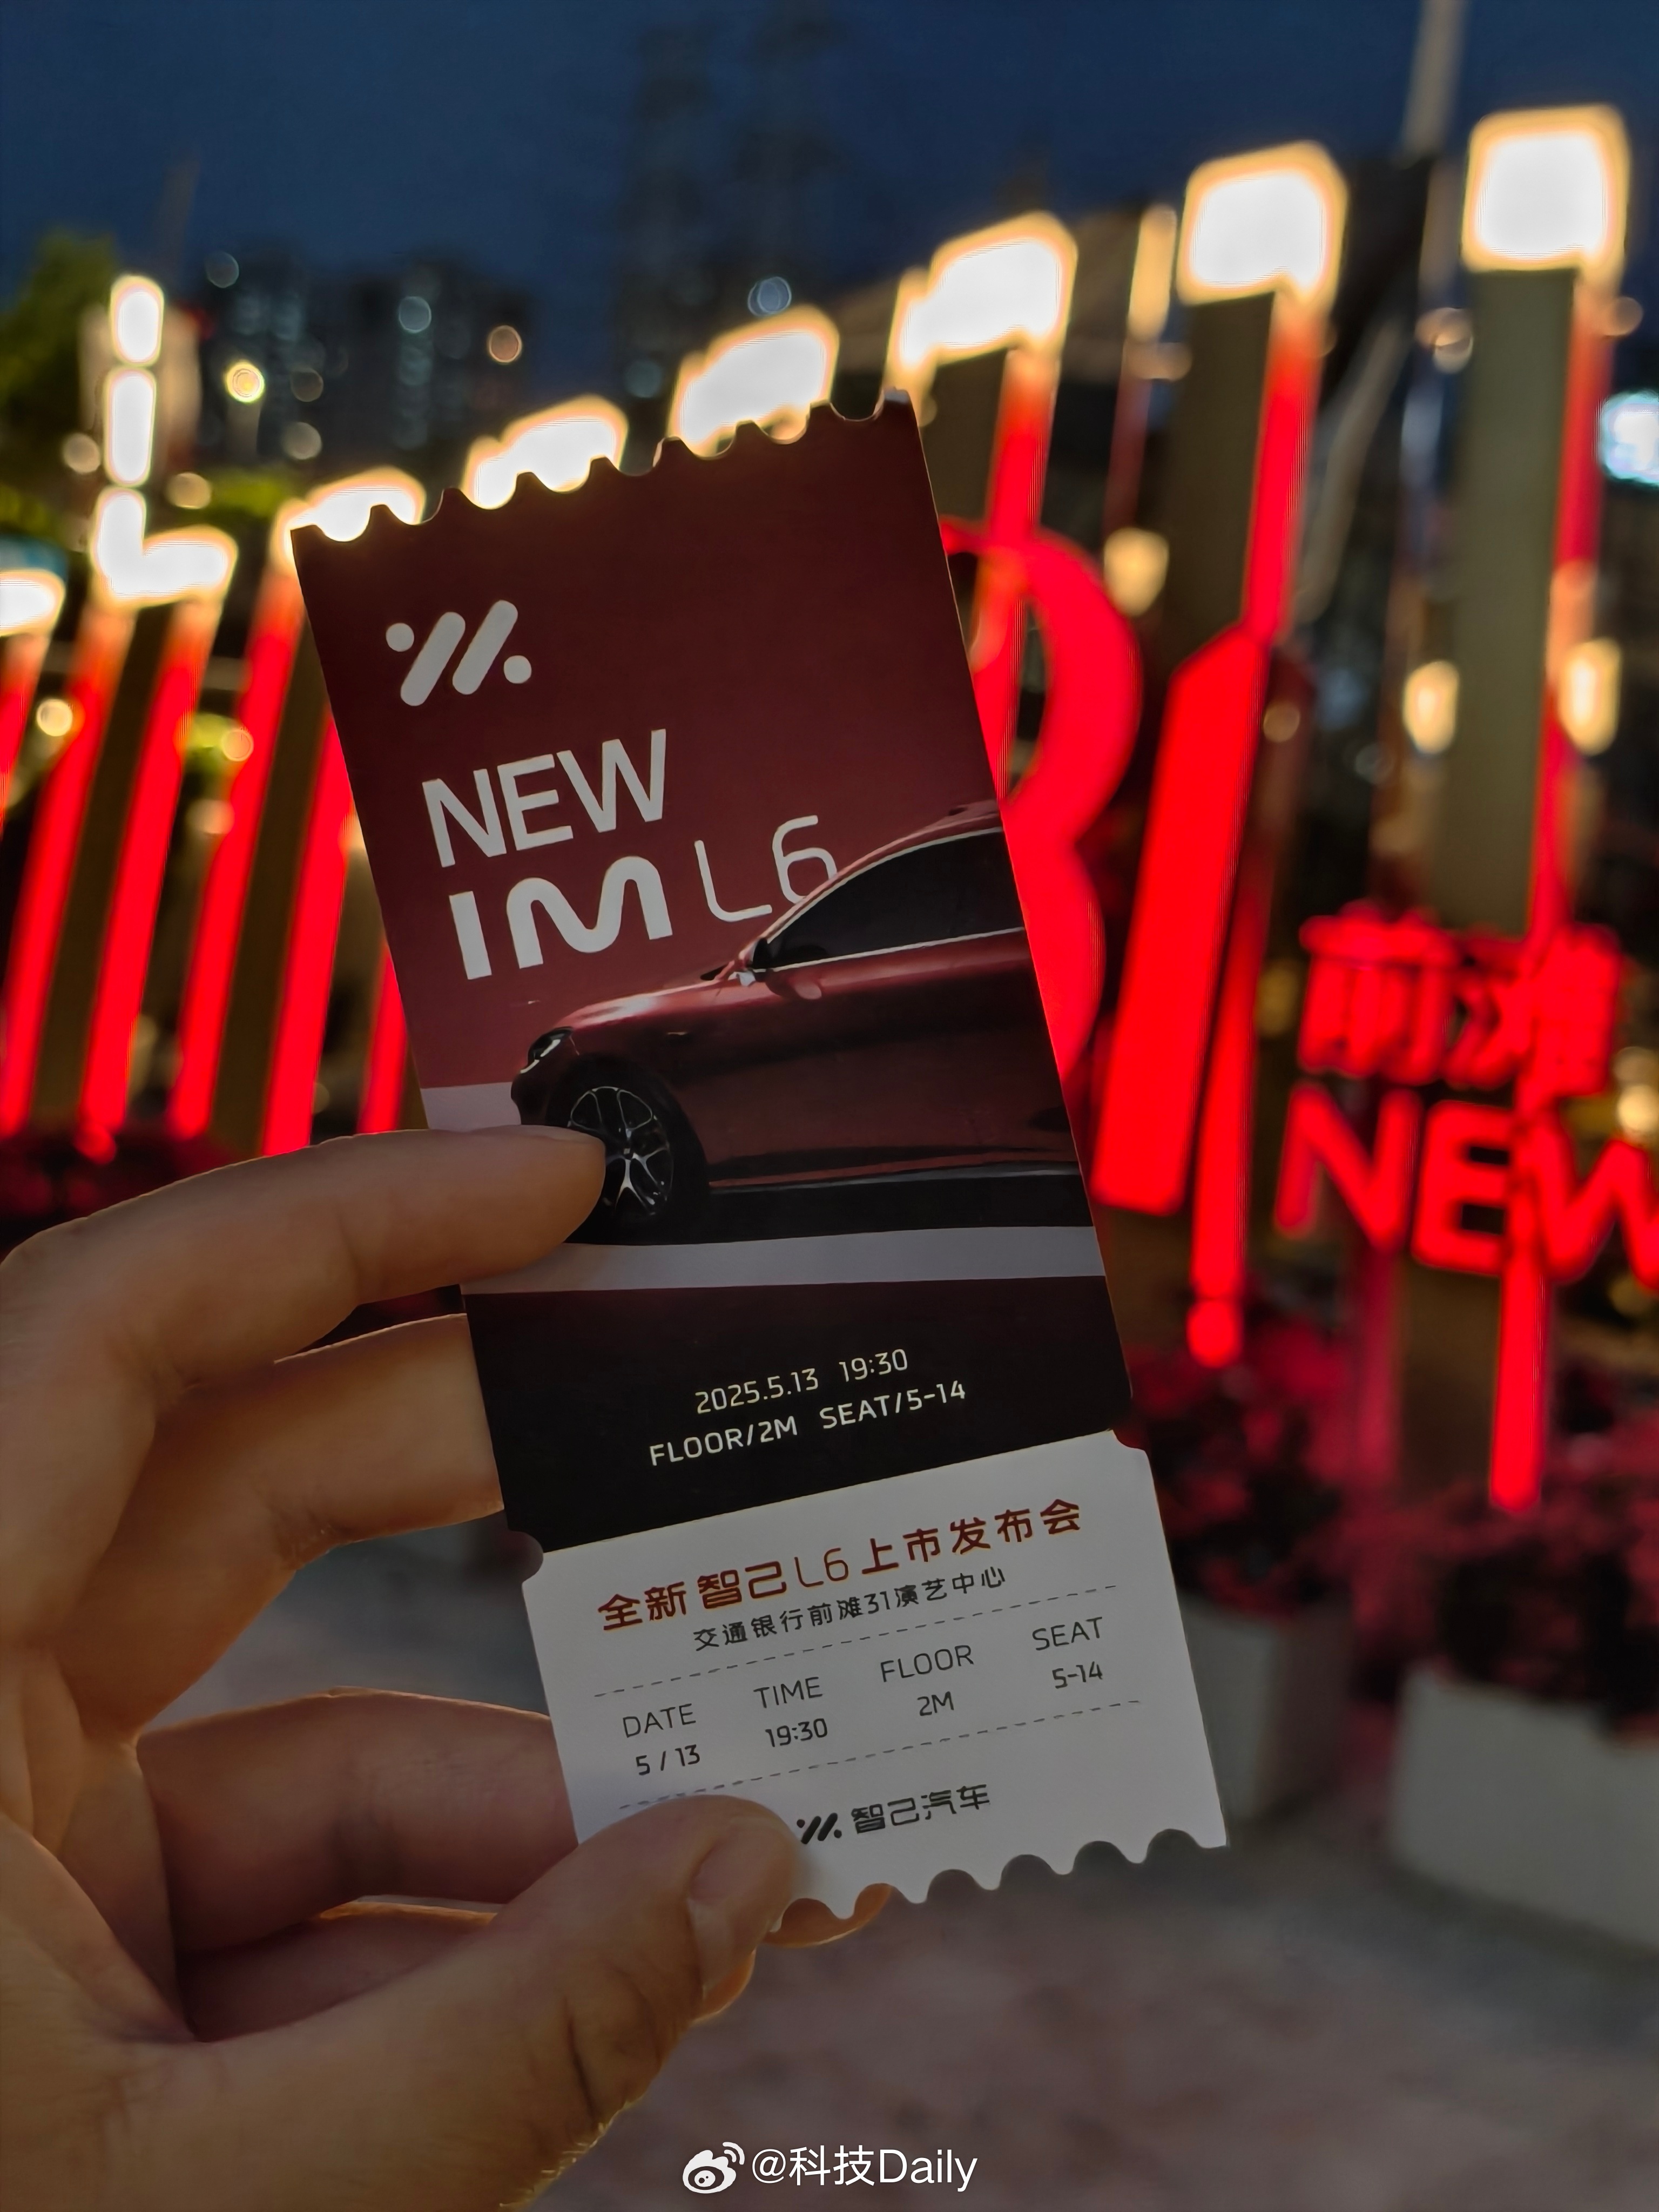 NEW
IM L6
2025.5.13 19:30
FLOOR/2M SEAT/5-14
全新 智己L6上市发布会
交通银行前滩31演艺中心
DATE TIME FLOOR SEAT
5 / 13 19:30 2M 5-14
智己汽车
31
前滩
NEW
@科技Daily